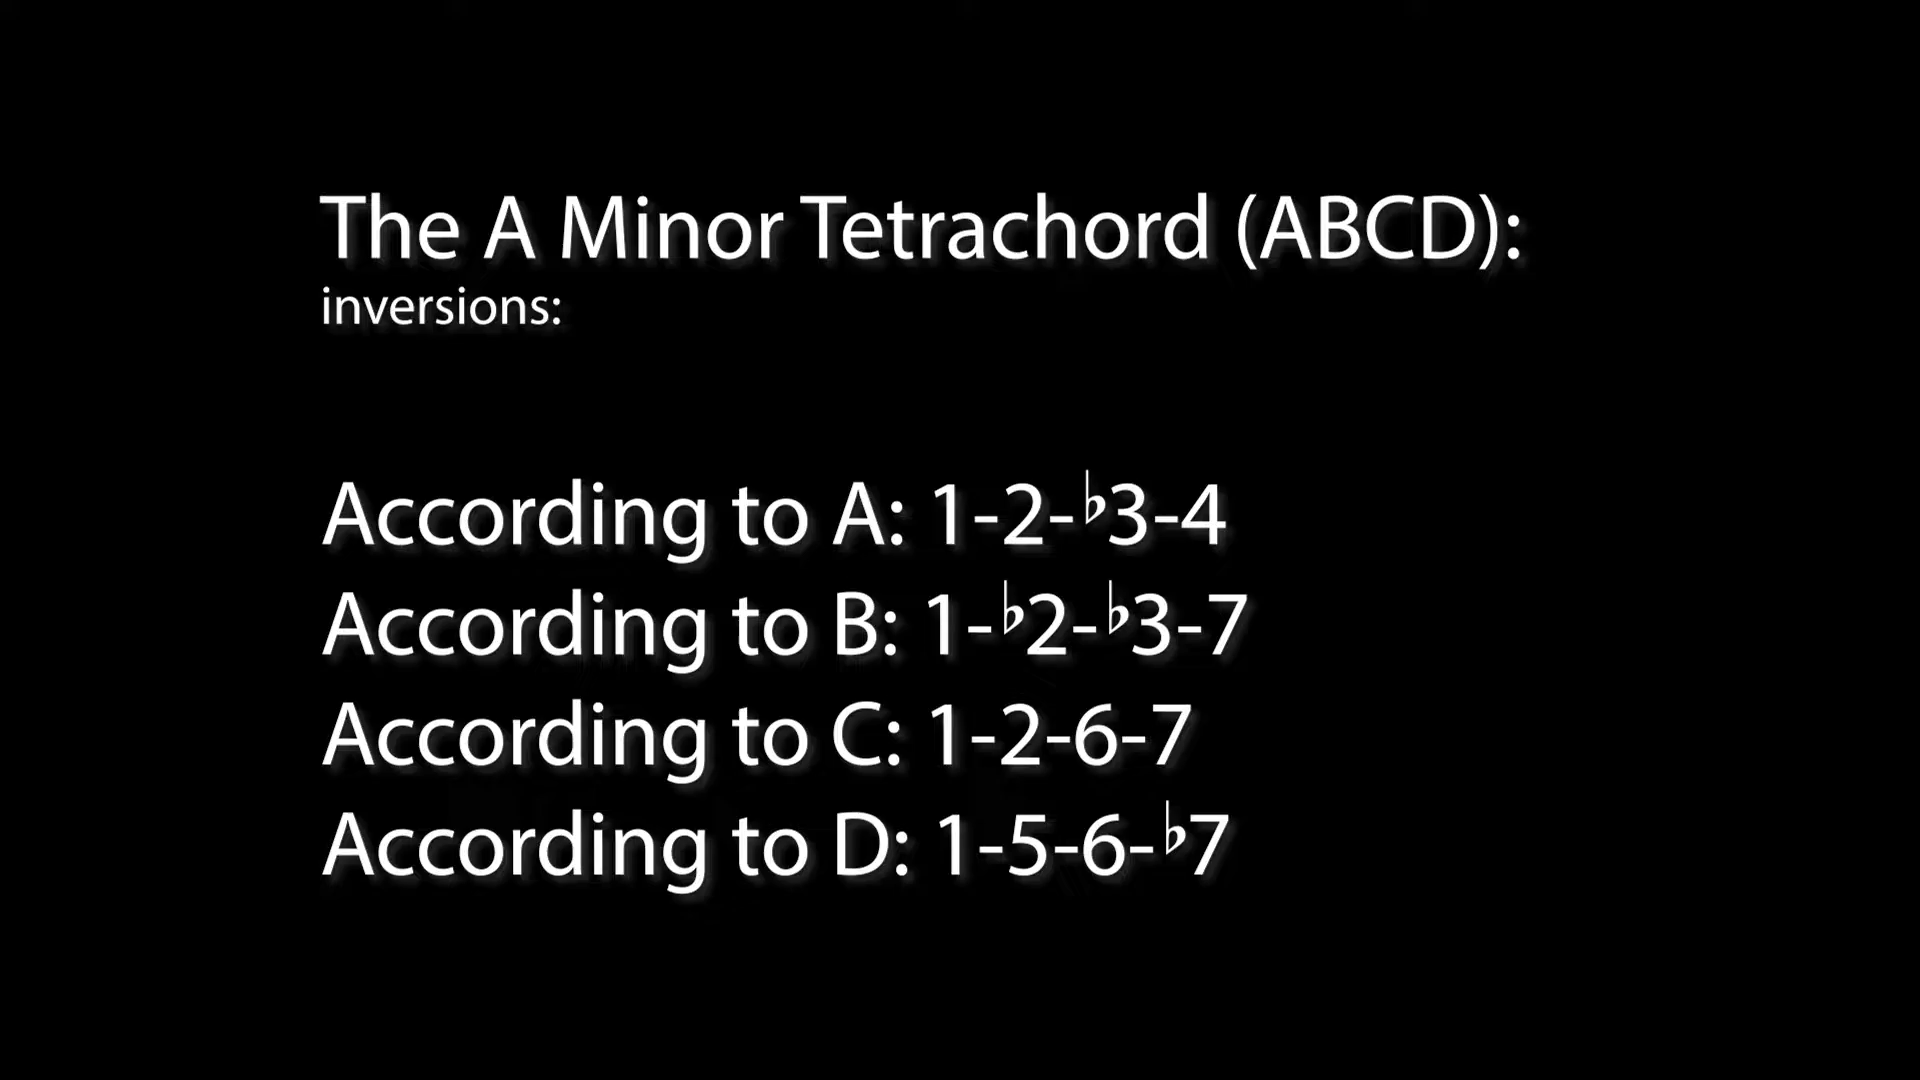 The A Minor Tetrachord (ABCD):
inversions:
According to A: 1-2-♭3-4
According to B: 1-♭2-♭3-7
According to C: 1-2-6-7
According to D: 1-5-6-♭7